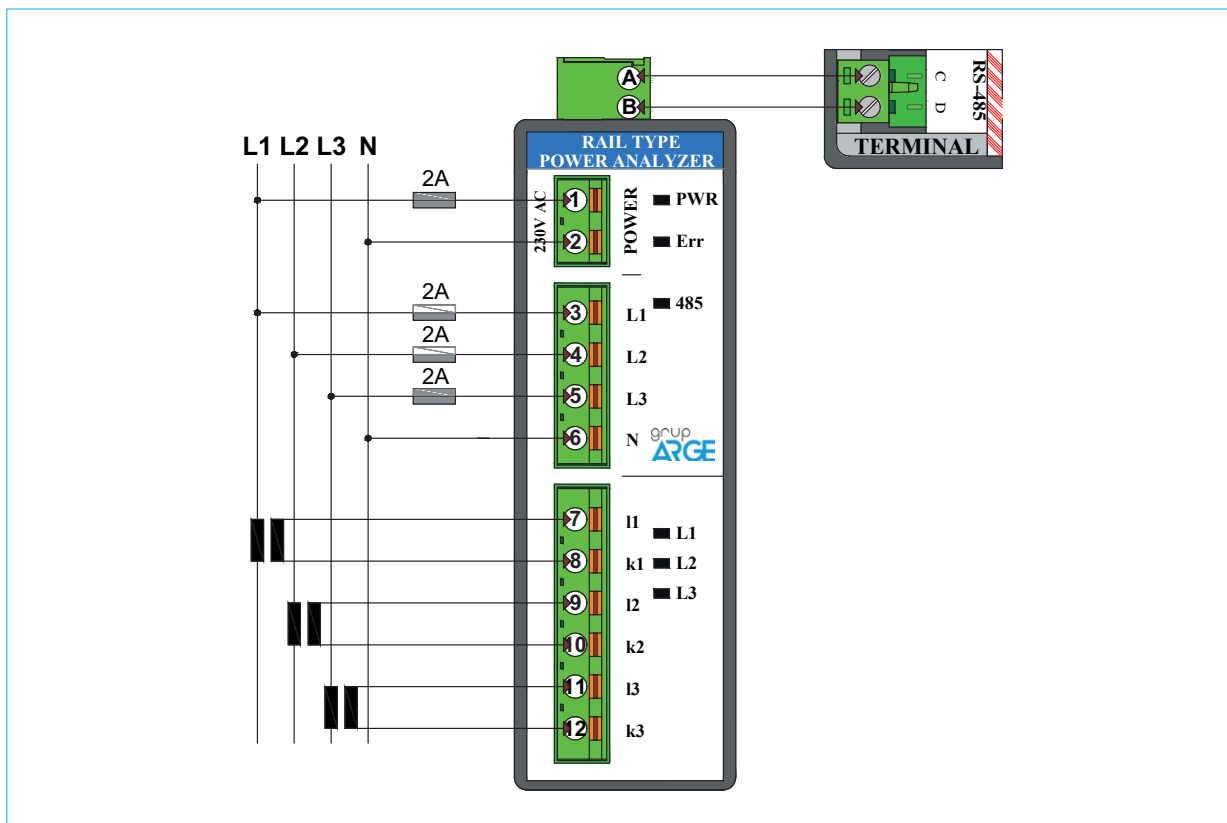 A
B
C
D
RS-485
TERMINAL
L1 L2 L3 N
RAIL TYPE
POWER ANALYZER
2A
230V AC
1
2
POWER
PWR
Err
2A
2A
2A
3
4
5
6
L1
L2
L3
N
485
grup
ARGE
7
8
9
10
11
12
l1
k1
l2
k2
l3
k3
L1
L2
L3